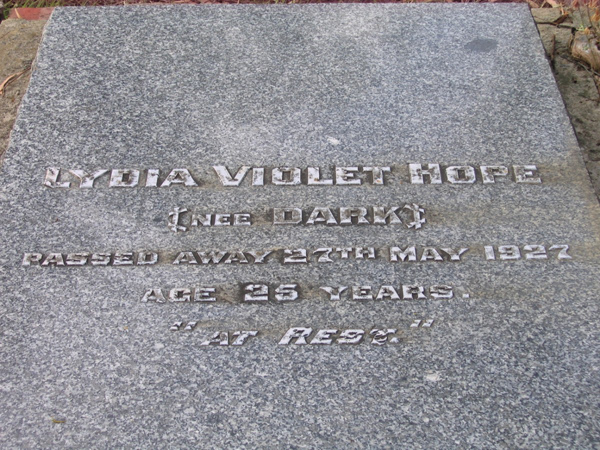 LYDIA VIOLET HOPE
(NEE DARK)
PASSED AWAY 27TH MAY 1927
AGE 25 YEARS.
"AT REST."